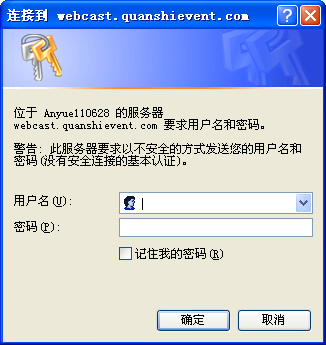 连接到 webcast.quanshievent.com
位于 Anyue110628 的服务器
webcast.quanshievent.com 要求用户名和密码。
警告: 此服务器要求以不安全的方式发送您的用户名和
密码(没有安全连接的基本认证)。
用户名(U):
密码(P):
记住我的密码(R)
确定
取消